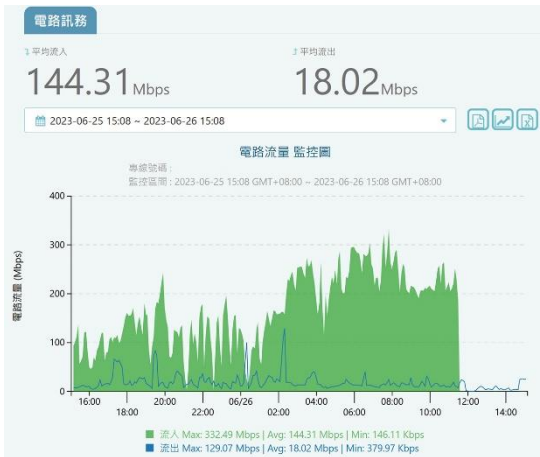 電路訊務
平均流入
平均流出
144.31 Mbps
18.02 Mbps
2023-06-25 15:08 ~ 2023-06-26 15:08
電路流量 監控圖
專線號碼 :
監控區間 : 2023-06-25 15:08 GMT+08:00 ~ 2023-06-26 15:08 GMT+08:00
電路流量 (Mbps)
400
300
200
100
0
16:00
18:00
20:00
22:00
06/26
02:00
04:00
06:00
08:00
10:00
12:00
14:00
流入 Max: 332.49 Mbps | Avg: 144.31 Mbps | Min: 146.11 Kbps
流出 Max: 129.07 Mbps | Avg: 18.02 Mbps | Min: 379.97 Kbps